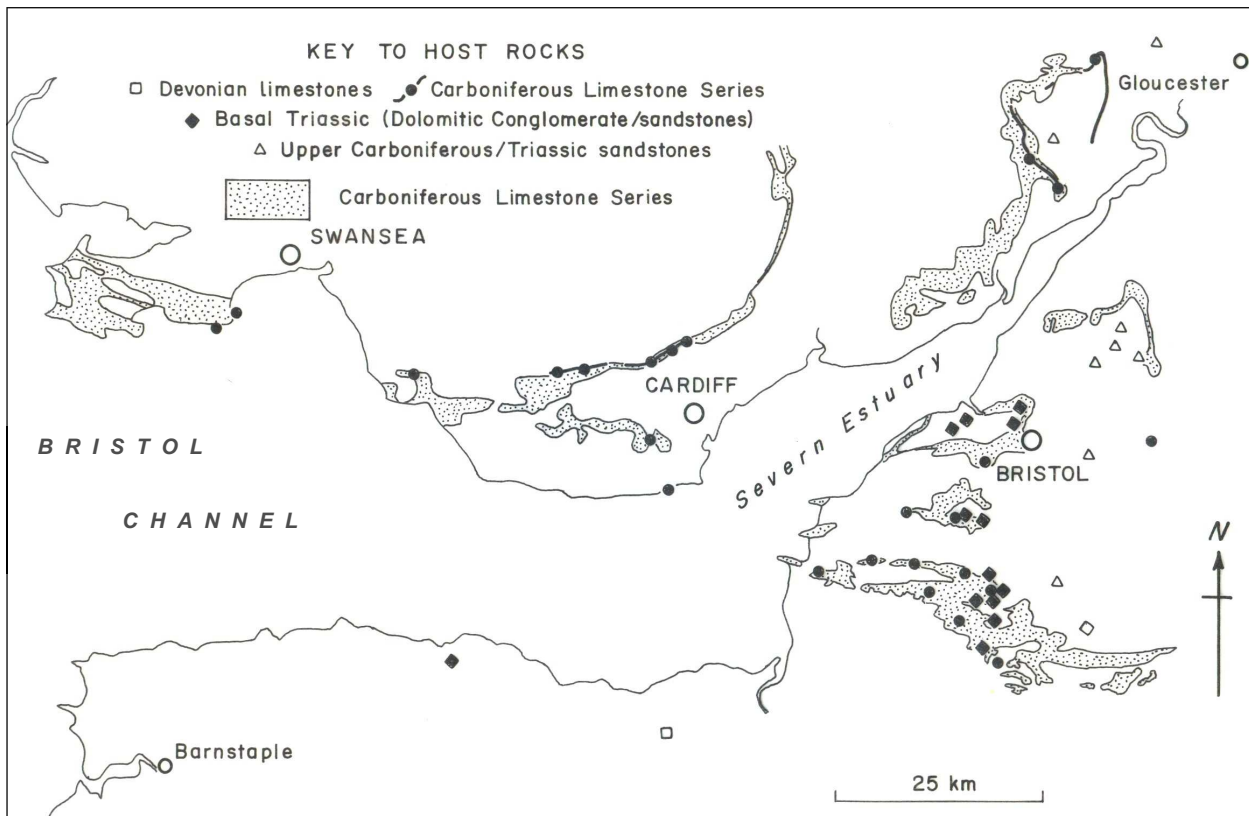 KEY TO HOST ROCKS
Devonian limestones Carboniferous Limestone Series
Basal Triassic (Dolomitic Conglomerate/sandstones)
Upper Carboniferous/Triassic sandstones
Carboniferous Limestone Series
Gloucester
SWANSEA
CARDIFF
Severn Estuary
BRISTOL
BRISTOL
CHANNEL
N
Barnstaple
25 km